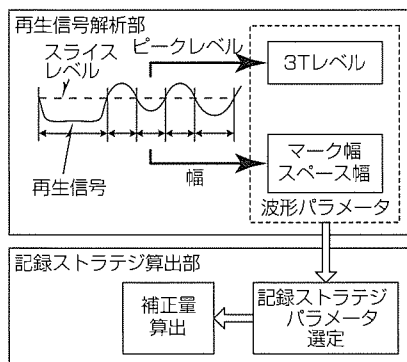 再生信号解析部
スライス
レベル
ピークレベル
3Tレベル
再生信号
幅
マーク幅
スペース幅
波形パラメータ
記録ストラテジ算出部
補正量
算出
記録ストラテジ
パラメータ
選定